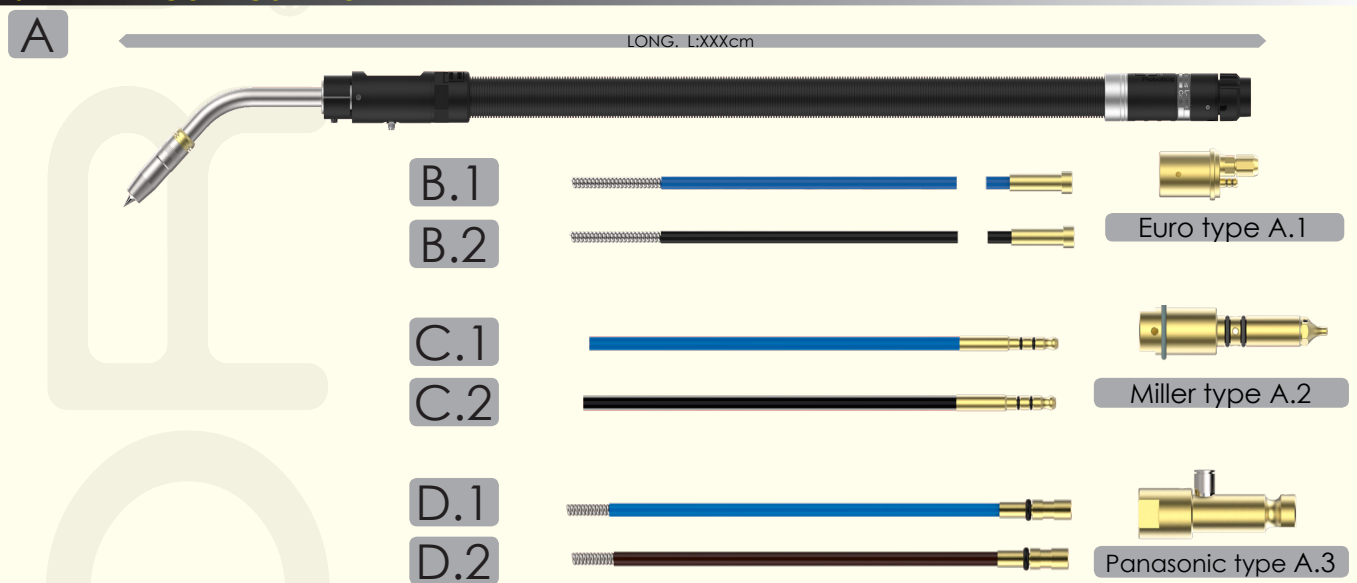 A
LONG. L:XXXcm
B.1
B.2
Euro type A.1
C.1
C.2
Miller type A.2
D.1
D.2
Panasonic type A.3